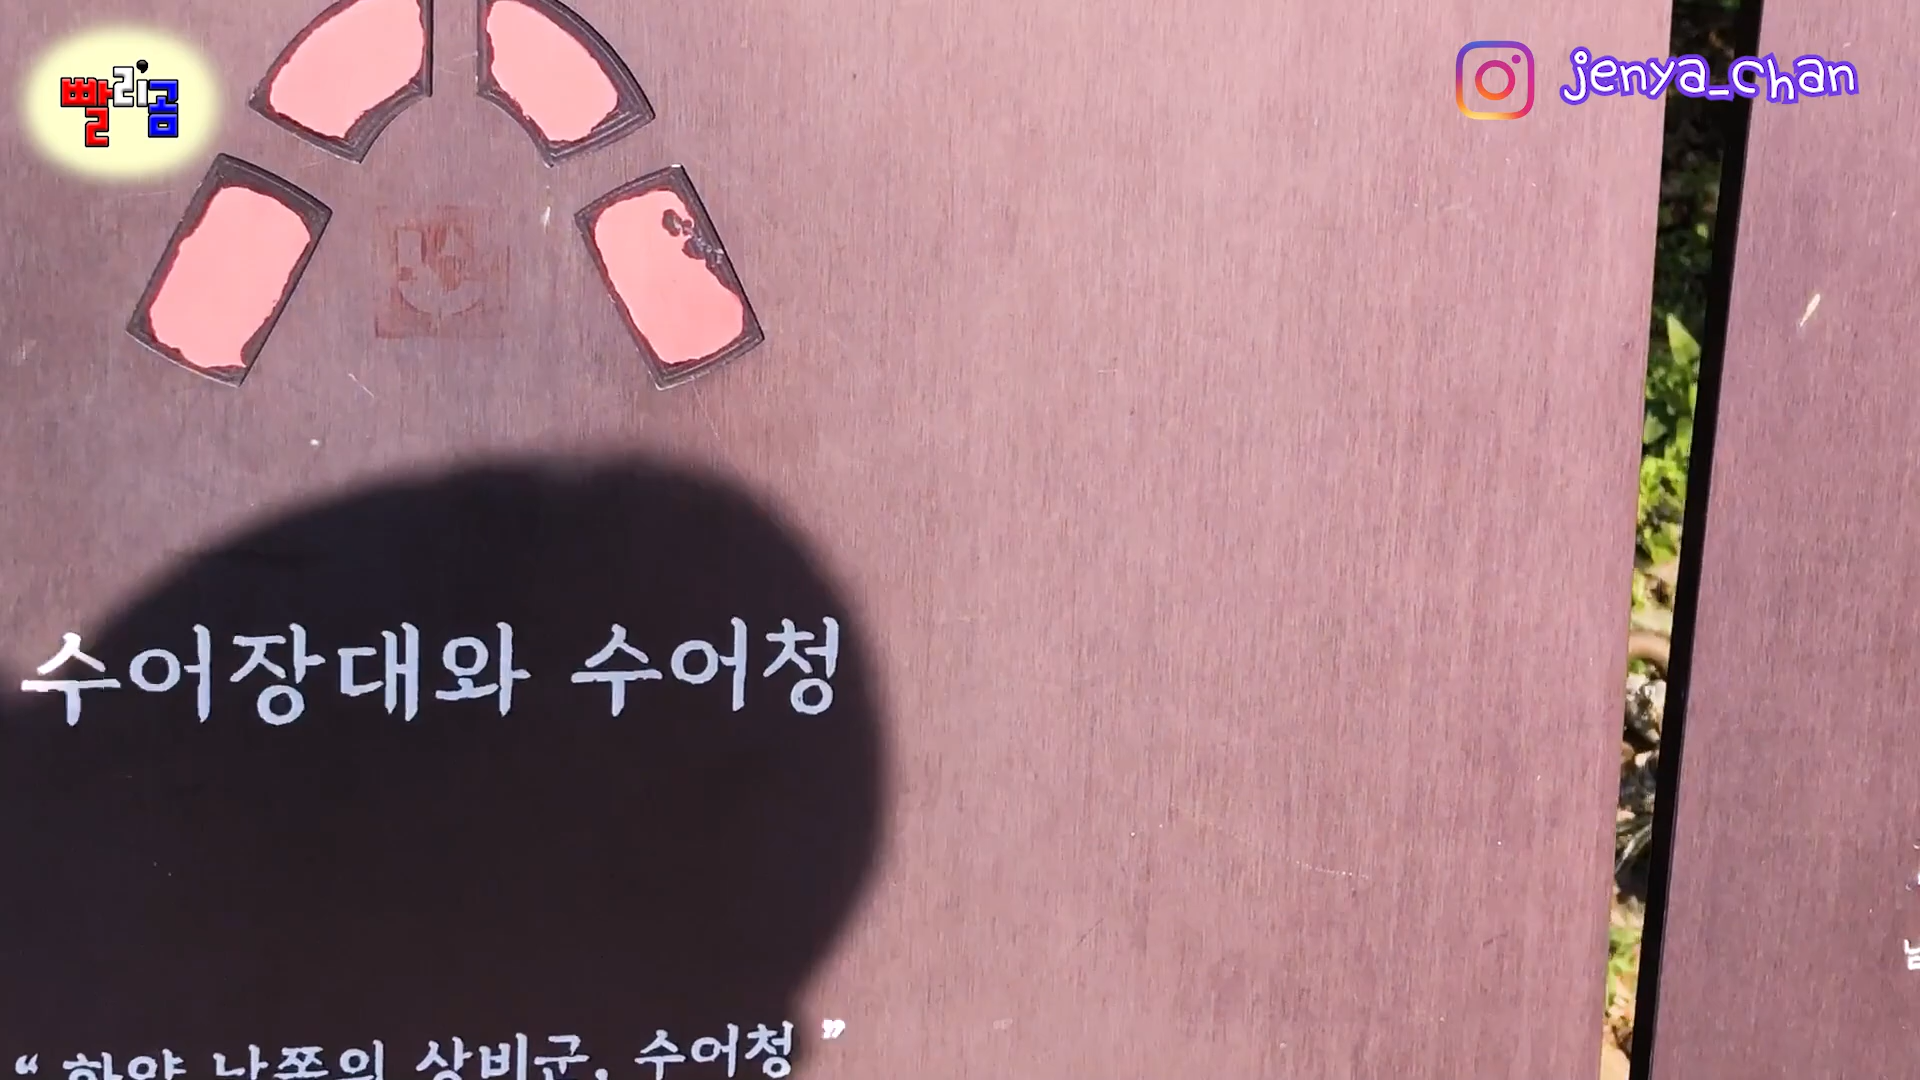 빨리곰
jenya_chan
수어장대와 수어청
“ 한양 남쪽의 상비군, 수어청 ”